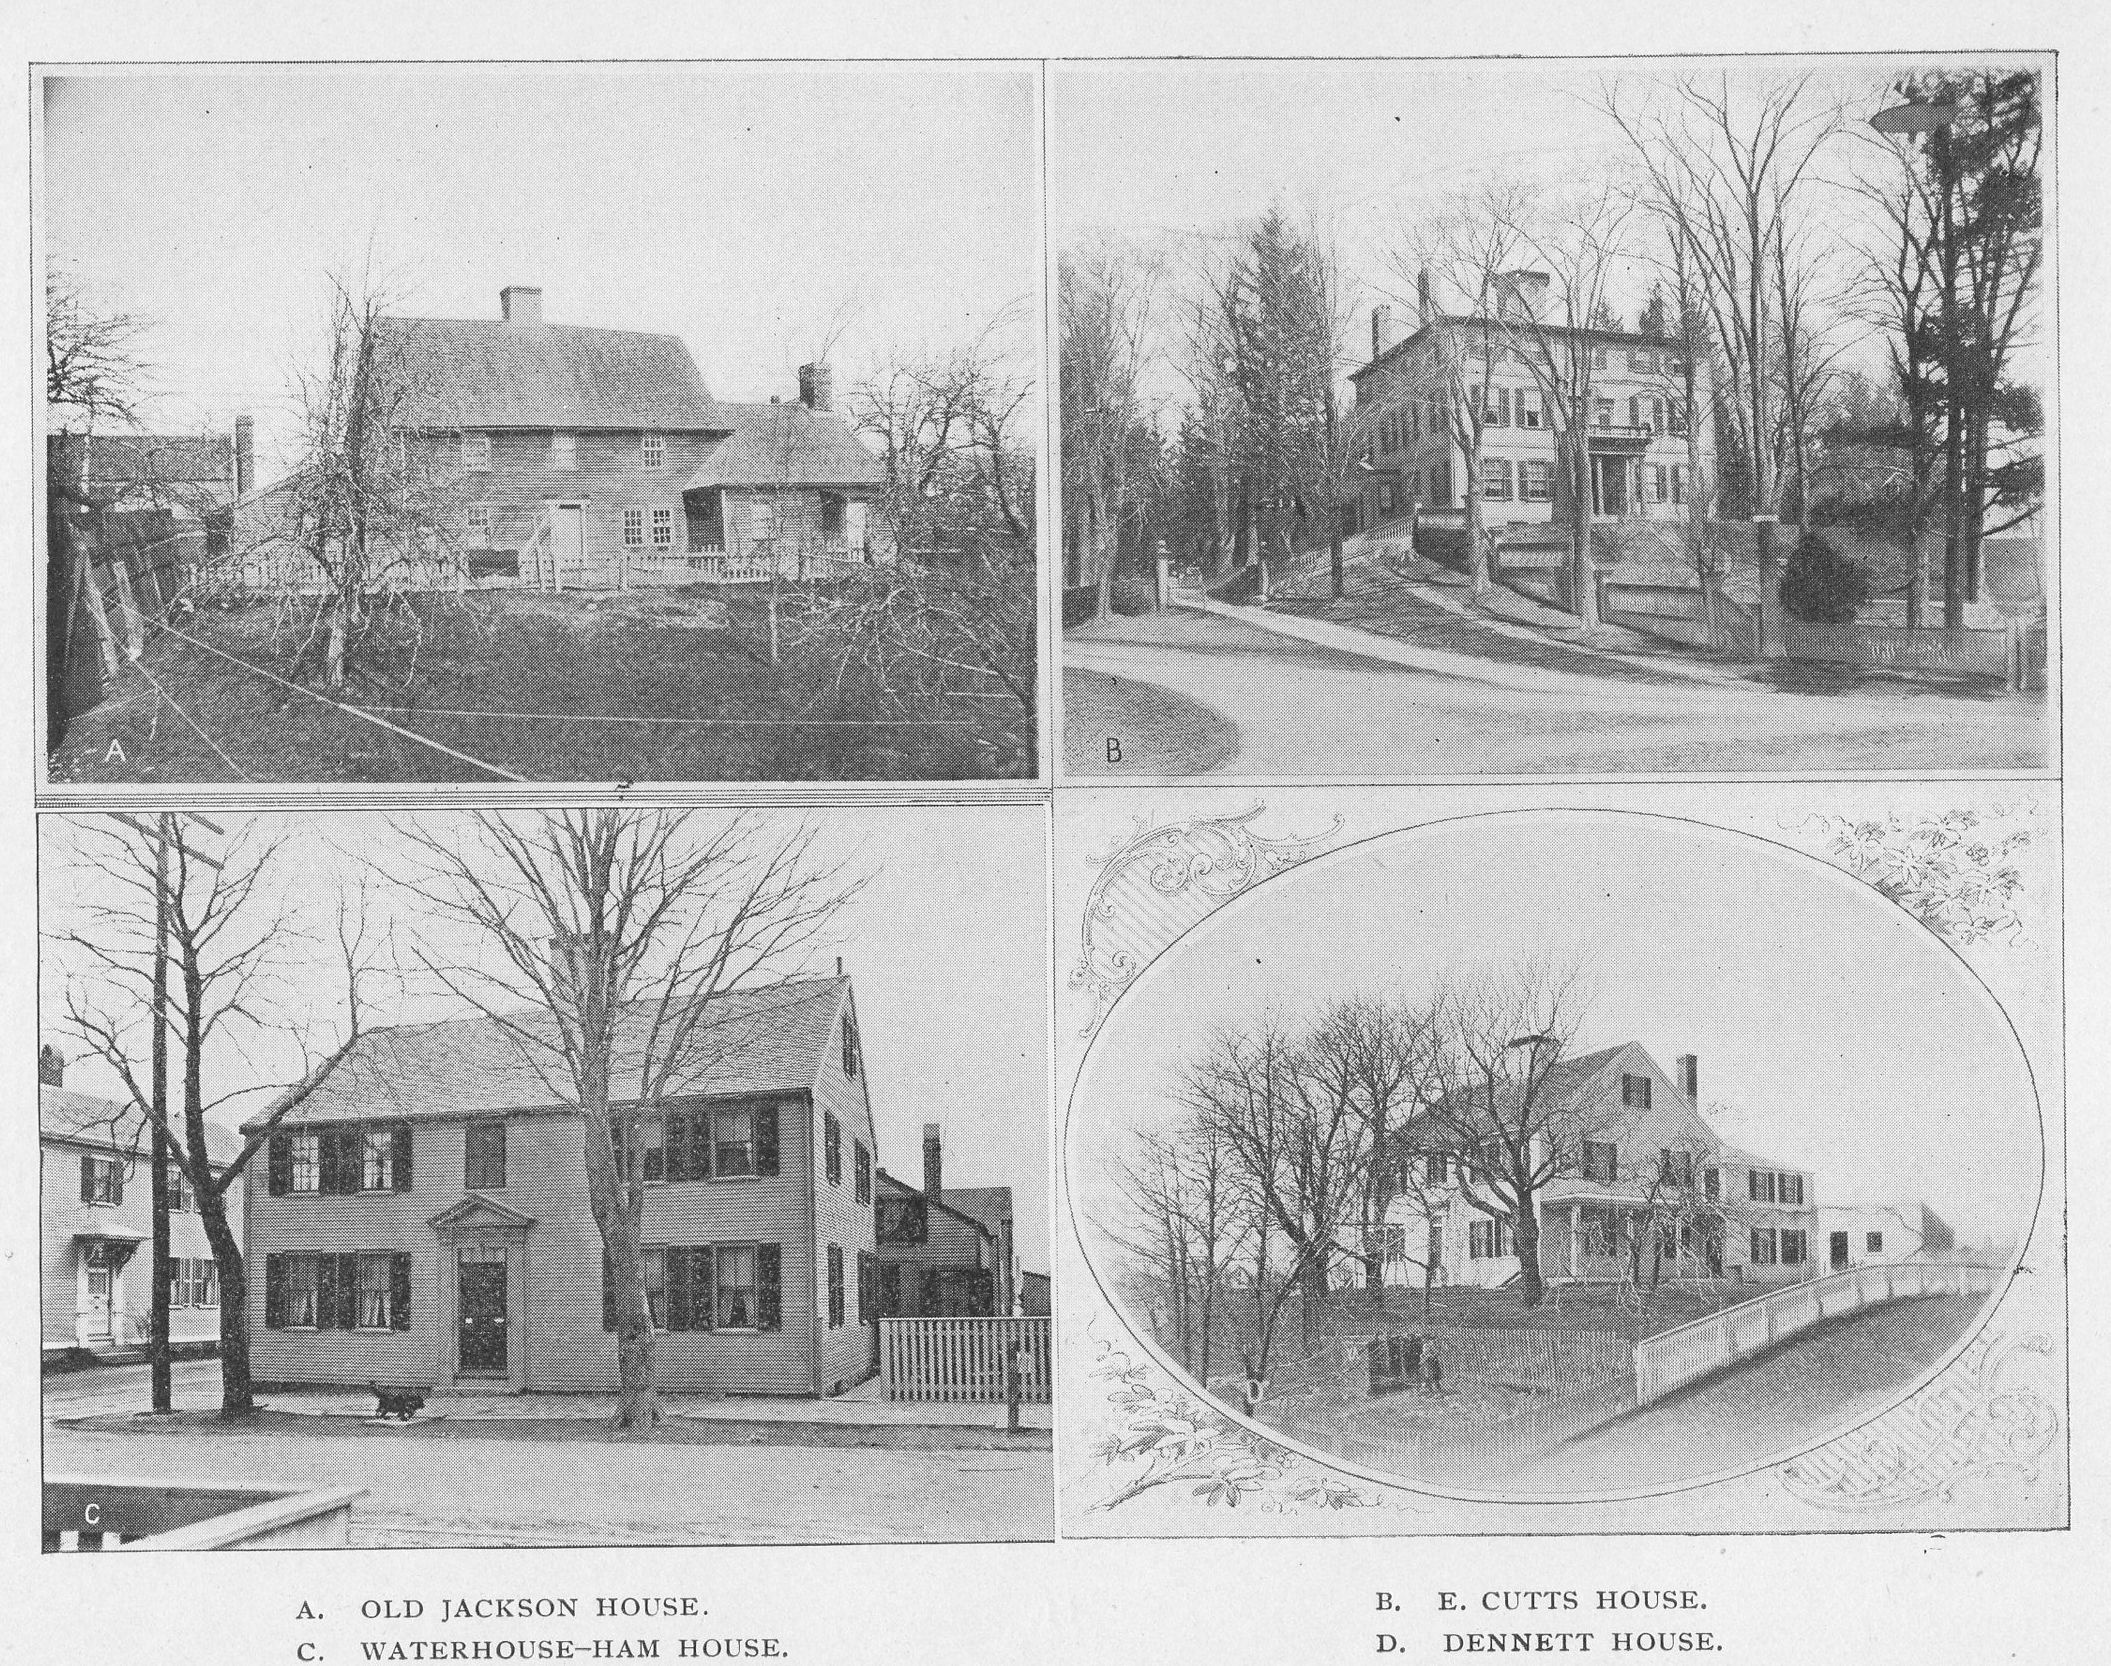 A
B
C
D
A. OLD JACKSON HOUSE.
B. E. CUTTS HOUSE.
C. WATERHOUSE–HAM HOUSE.
D. DENNETT HOUSE.